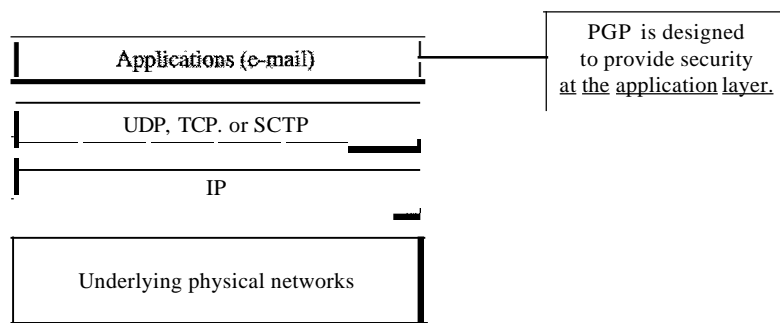 PGP is designed
to provide security
at the application layer.
Applications (e-mail)
UDP, TCP. or SCTP
IP
Underlying physical networks